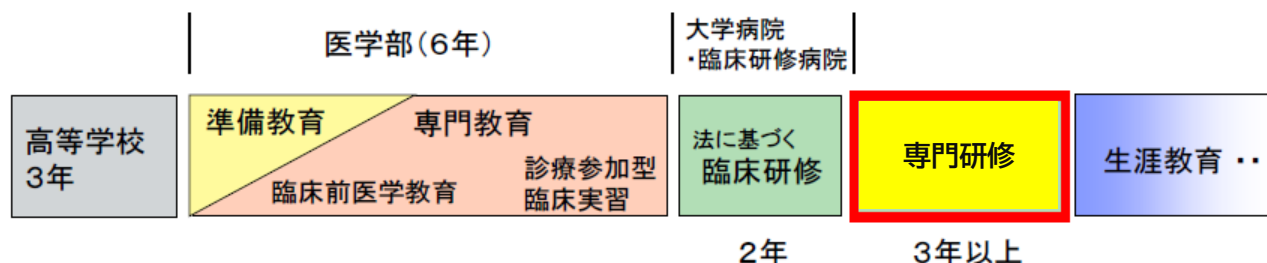 医学部(6年)
大学病院
・臨床研修病院
高等学校
3年
準備教育
専門教育
臨床前医学教育
診療参加型
臨床実習
法に基づく
臨床研修
専門研修
生涯教育 ・・
2年
3年以上